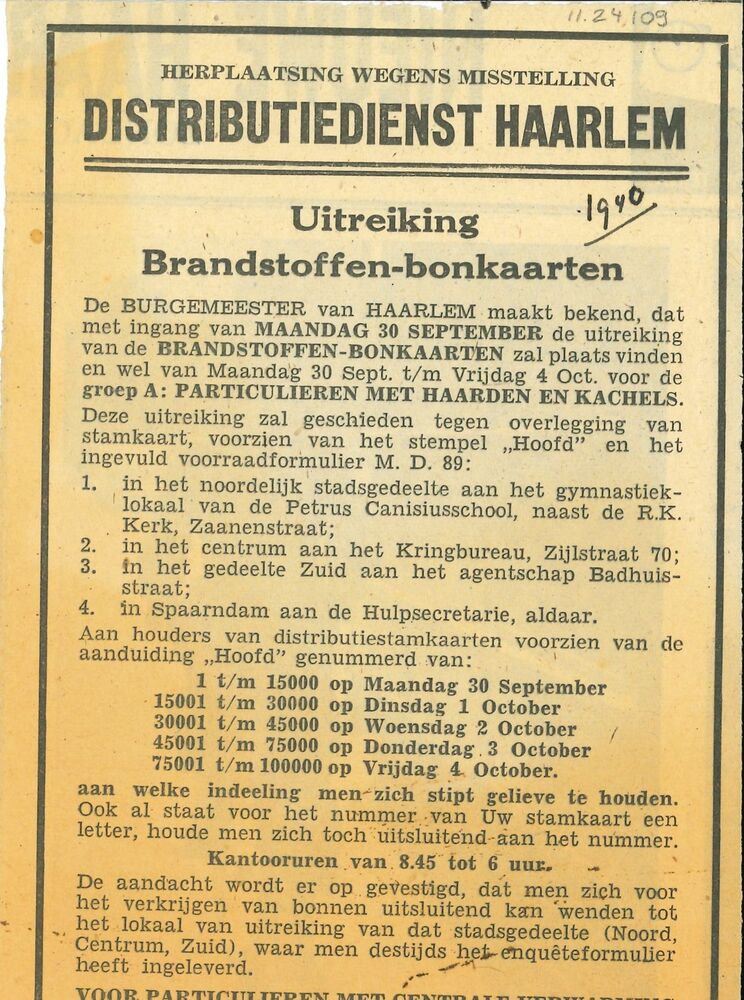 11.24,109
HERPLAATSING WEGENS MISSTELLING
DISTRIBUTIEDIENST HAARLEM
1940
Uitreiking
Brandstoffen-bonkaarten
De BURGEMEESTER van HAARLEM maakt bekend, dat
met ingang van MAANDAG 30 SEPTEMBER de uitreiking
van de BRANDSTOFFEN-BONKAARTEN zal plaats vinden
en wel van Maandag 30 Sept. t/m Vrijdag 4 Oct. voor de
groep A: PARTICULIEREN MET HAARDEN EN KACHELS.
Deze uitreiking zal geschieden tegen overlegging van
stamkaart, voorzien van het stempel „Hoofd” en het
ingevuld voorraadformulier M. D. 89:
1. in het noordelijk stadsgedeelte aan het gymnastiek-
lokaal van de Petrus Canisiusschool, naast de R.K.
Kerk, Zaanenstraat;
2. in het centrum aan het Kringbureau, Zijlstraat 70;
3. in het gedeelte Zuid aan het agentschap Badhuis-
straat;
4. in Spaarndam aan de Hulpsecretarie, aldaar.
Aan houders van distributiestamkaarten voorzien van de
aanduiding „Hoofd” genummerd van:
1 t/m 15000 op Maandag 30 September
15001 t/m 30000 op Dinsdag 1 October
30001 t/m 45000 op Woensdag 2 October
45001 t/m 75000 op Donderdag 3 October
75001 t/m 100000 op Vrijdag 4 October.
aan welke indeeling men zich stipt gelieve te houden.
Ook al staat voor het nummer van Uw stamkaart een
letter, houde men zich toch uitsluitend aan het nummer.
Kantooruren van 8.45 tot 6 uur.
De aandacht wordt er op gevestigd, dat men zich voor
het verkrijgen van bonnen uitsluitend kan wenden tot
het lokaal van uitreiking van dat stadsgedeelte (Noord,
Centrum, Zuid), waar men destijds het enquêteformulier
heeft ingeleverd.
VOOR PARTICULIEREN MET CENTRALE VERWARMING